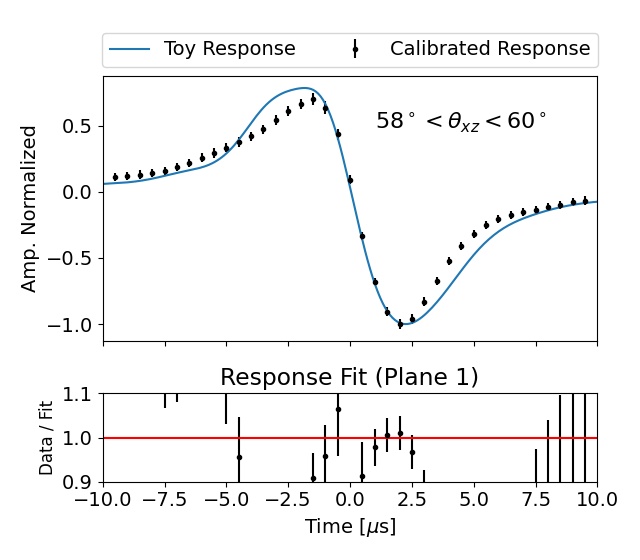 Toy Response Calibrated Response
58° < θxz < 60°
Amp. Normalized
0.5
0.0
−0.5
−1.0
Response Fit (Plane 1)
Data / Fit
1.1
1.0
0.9
−10.0 −7.5 −5.0 −2.5 0.0 2.5 5.0 7.5 10.0
Time [μs]